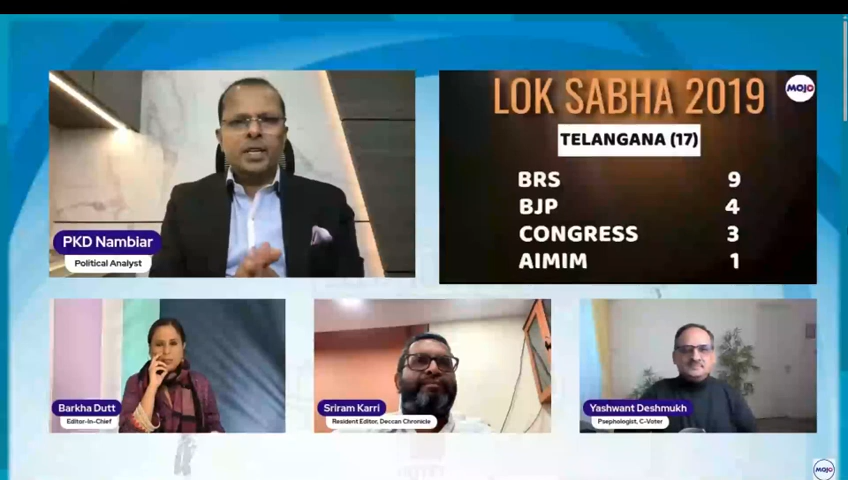 LOK SABHA 2019
MOJO
TELANGANA (17)
BRS 9
BJP 4
CONGRESS 3
AIMIM 1
PKD Nambiar
Political Analyst
Barkha Dutt
Editor-In-Chief
Sriram Karri
Resident Editor, Deccan Chronicle
Yashwant Deshmukh
Psephologist, C-Voter
MOJO